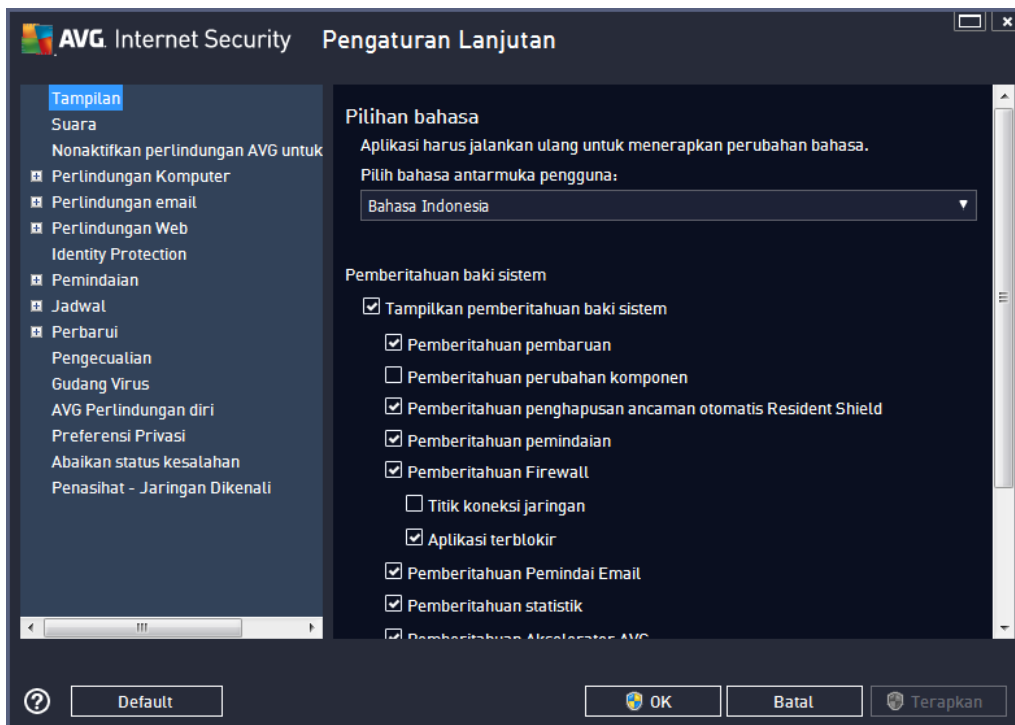 AVG Internet Security
Pengaturan Lanjutan
Tampilan
Suara
Nonaktifkan perlindungan AVG untuk
Perlindungan Komputer
Perlindungan email
Perlindungan Web
Identity Protection
Pemindaian
Jadwal
Perbarui
Pengecualian
Gudang Virus
AVG Perlindungan diri
Preferensi Privasi
Abaikan status kesalahan
Penasihat - Jaringan Dikenali
Pilihan bahasa
Aplikasi harus jalankan ulang untuk menerapkan perubahan bahasa.
Pilih bahasa antarmuka pengguna:
Bahasa Indonesia
Pemberitahuan baki sistem
Tampilkan pemberitahuan baki sistem
Pemberitahuan pembaruan
Pemberitahuan perubahan komponen
Pemberitahuan penghapusan ancaman otomatis Resident Shield
Pemberitahuan pemindaian
Pemberitahuan Firewall
Titik koneksi jaringan
Aplikasi terblokir
Pemberitahuan Pemindai Email
Pemberitahuan statistik
Pemberitahuan Akselerator AVG
Default
OK
Batal
Terapkan